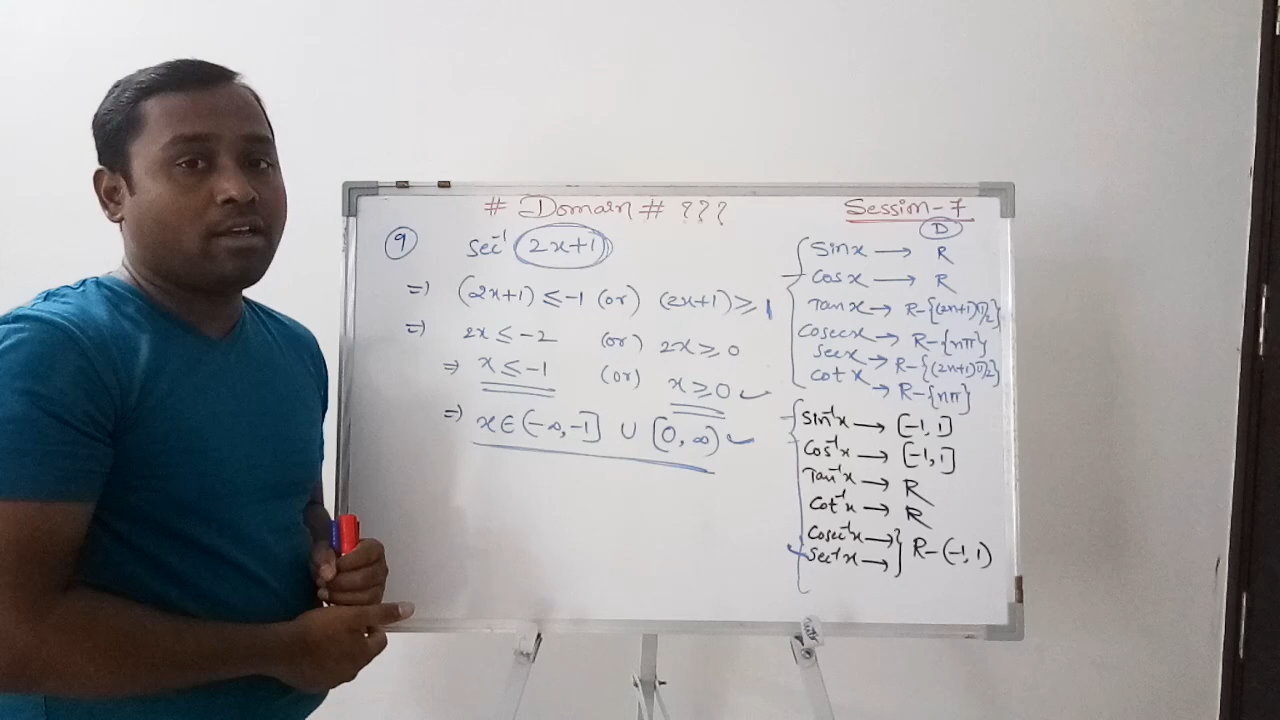 # Domain # ???
9 sec⁻¹ (2x+1)
=) (2x+1) ≤ -1 (or) (2x+1) ≥ 1
=) 2x ≤ -2 (or) 2x ≥ 0
=) x ≤ -1 (or) x ≥ 0
=) x ∈ (-∞, -1] ∪ [0, ∞)
Session-7
D
Sin x → R
Cos x → R
Tan x → R-{(2n+1)π/2}
Cosec x → R-{nπ}
Sec x → R-{(2n+1)π/2}
Cot x → R-{nπ}
Sin⁻¹x → [-1, 1]
Cos⁻¹x → [-1, 1]
Tan⁻¹x → R
Cot⁻¹x → R
Cosec⁻¹x →
Sec⁻¹x → } R-(-1, 1)